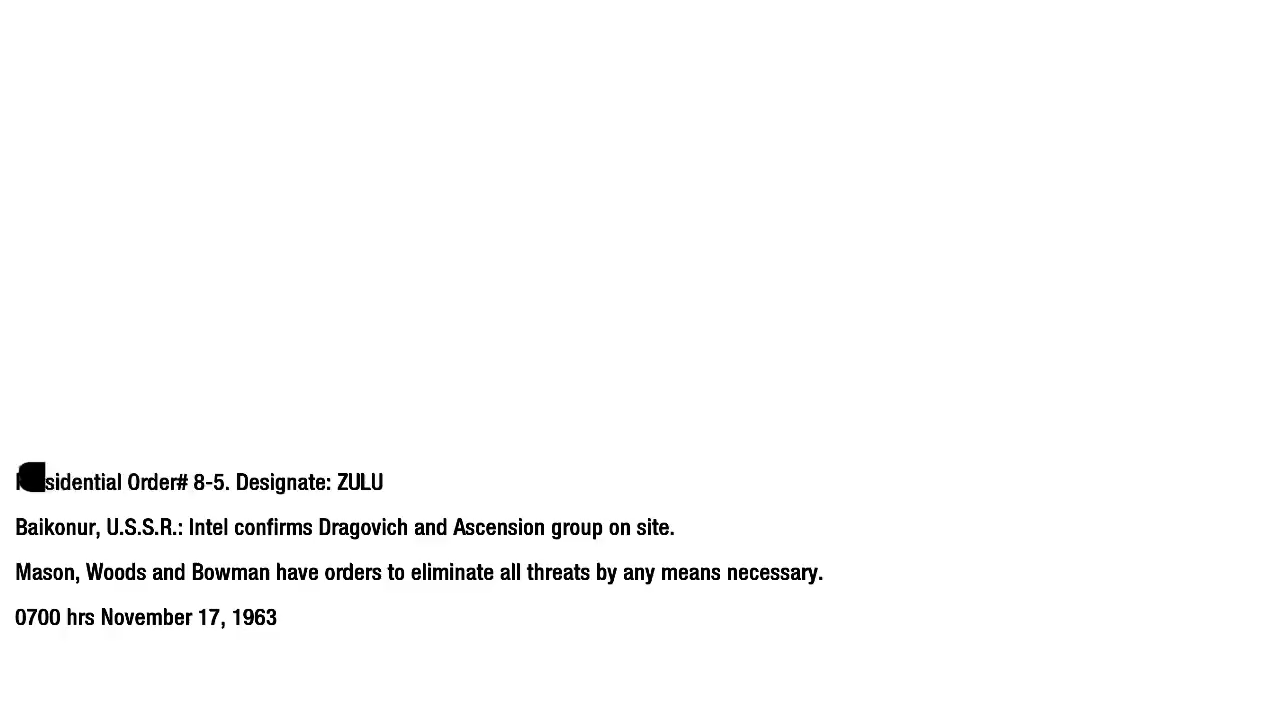 Order# 8-5. Designate: ZULU
Baikonur, U.S.S.R.: Intel confirms Dragovich and Ascension group on site.
Mason, Woods and Bowman have orders to eliminate all threats by any means necessary.
0700 hrs November 17, 1963